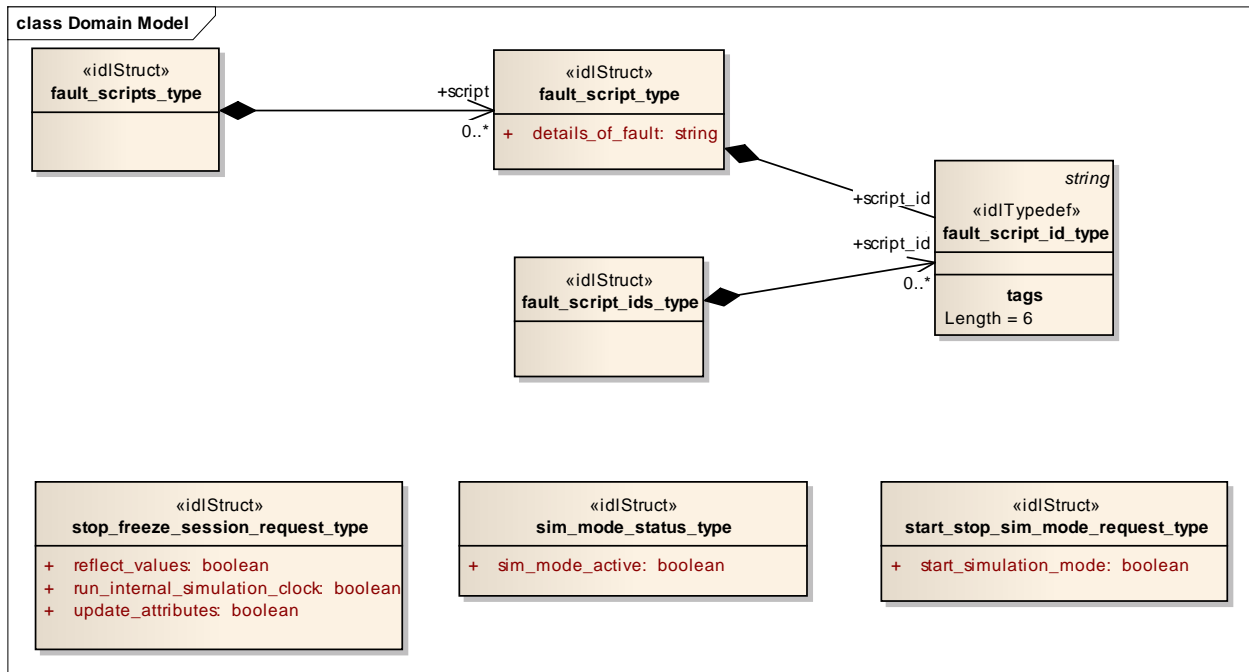 class Domain Model
«idlStruct»
fault_scripts_type
+script
0..*
«idlStruct»
fault_script_type
+ details_of_fault: string
+script_id
string
«idlTypedef»
fault_script_id_type
tags
Length = 6
+script_id
0..*
«idlStruct»
fault_script_ids_type
«idlStruct»
stop_freeze_session_request_type
+ reflect_values: boolean
+ run_internal_simulation_clock: boolean
+ update_attributes: boolean
«idlStruct»
sim_mode_status_type
+ sim_mode_active: boolean
«idlStruct»
start_stop_sim_mode_request_type
+ start_simulation_mode: boolean